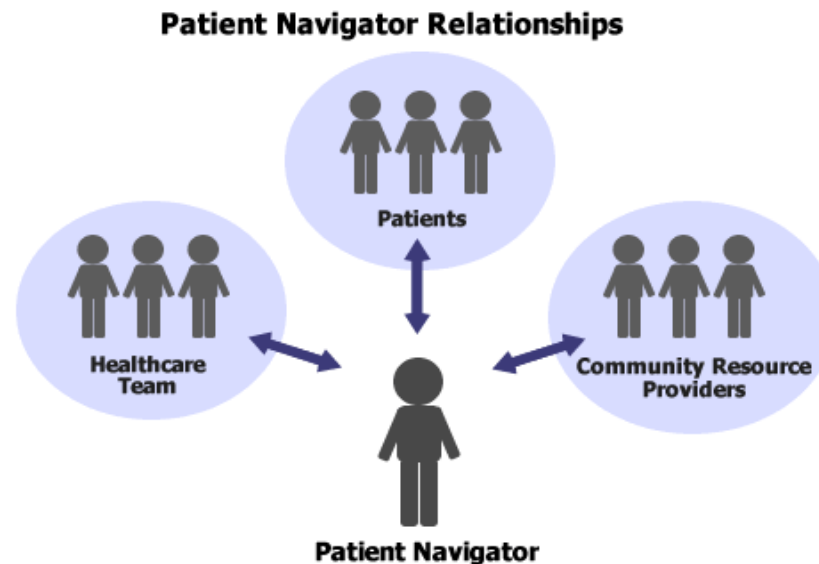 Patient Navigator Relationships
Patients
Healthcare
Team
Community Resource
Providers
Patient Navigator